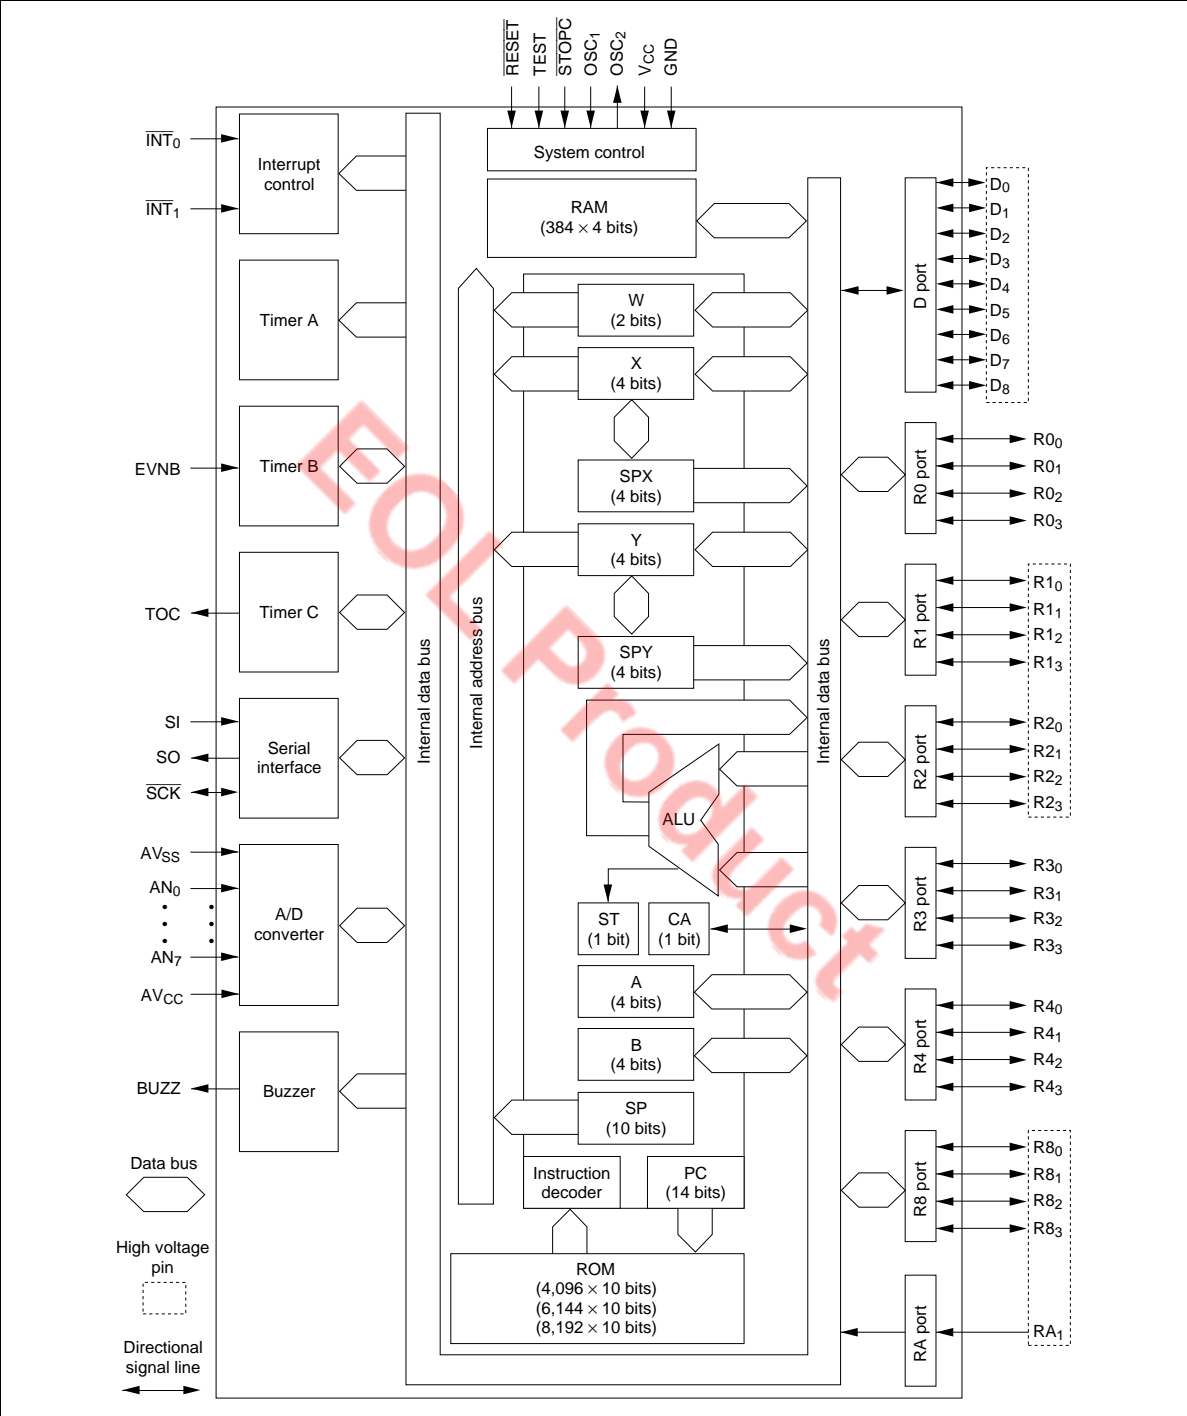 RESET
TEST
STOPC
OSC1
OSC2
VCC
GND
System control
INT0
INT1
Interrupt
control
RAM
(384 × 4 bits)
Timer A
EVNB
Timer B
TOC
Timer C
SI
SO
SCK
Serial
interface
AVSS
AN0
AN7
AVCC
A/D
converter
BUZZ
Buzzer
Internal data bus
Internal address bus
W
(2 bits)
X
(4 bits)
SPX
(4 bits)
Y
(4 bits)
SPY
(4 bits)
ALU
ST
(1 bit)
CA
(1 bit)
A
(4 bits)
B
(4 bits)
SP
(10 bits)
Instruction
decoder
PC
(14 bits)
ROM
(4,096 × 10 bits)
(6,144 × 10 bits)
(8,192 × 10 bits)
Internal data bus
D port
D0
D1
D2
D3
D4
D5
D6
D7
D8
R0 port
R00
R01
R02
R03
R1 port
R10
R11
R12
R13
R2 port
R20
R21
R22
R23
R3 port
R30
R31
R32
R33
R4 port
R40
R41
R42
R43
R8 port
R80
R81
R82
R83
RA port
RA1
Data bus
High voltage
pin
Directional
signal line
EOL Product